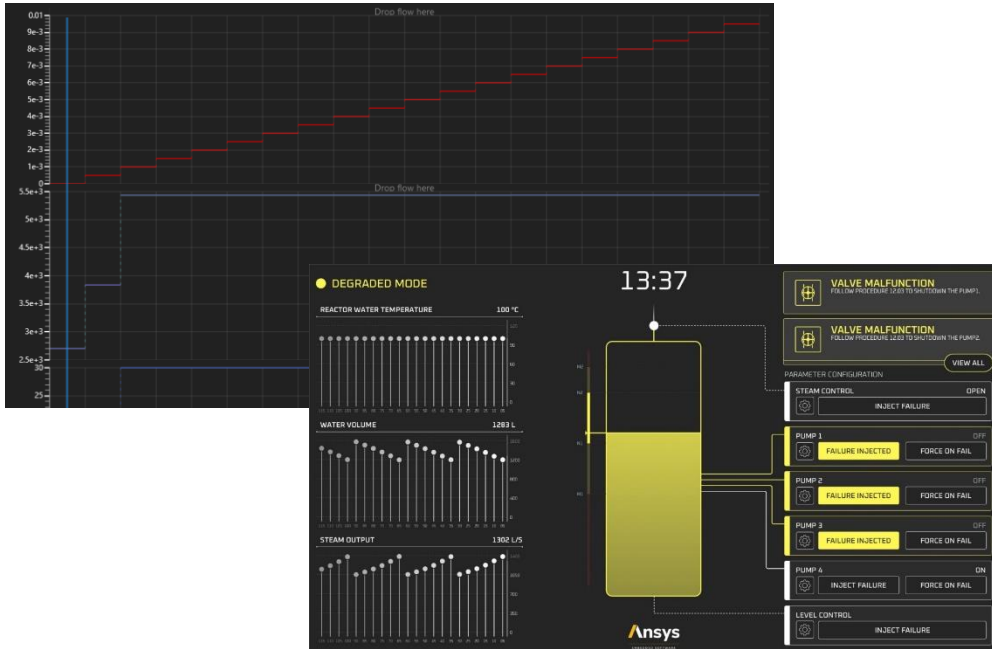 Drop flow here
0.01
9e-3
8e-3
7e-3
6e-3
5e-3
4e-3
3e-3
2e-3
1e-3
0
Drop flow here
5.5e+3
5e+3
4.5e+3
4e+3
3.5e+3
3e+3
2.5e+3
30
25
DEGRADED MODE
13:37
REACTOR WATER TEMPERATURE 100 °C
WATER VOLUME 1283 L
STEAM OUTPUT 1302 L/S
VALVE MALFUNCTION
FOLLOW PROCEDURE 12.03 TO SHUTDOWN THE PUMP1.
VALVE MALFUNCTION
FOLLOW PROCEDURE 12.03 TO SHUTDOWN THE PUMP2.
VIEW ALL
PARAMETER CONFIGURATION
STEAM CONTROL OPEN
INJECT FAILURE
PUMP 1 OFF
FAILURE INJECTED FORCE ON FAIL
PUMP 2 OFF
FAILURE INJECTED FORCE ON FAIL
PUMP 3 OFF
FAILURE INJECTED FORCE ON FAIL
PUMP 4 ON
INJECT FAILURE FORCE ON FAIL
LEVEL CONTROL
INJECT FAILURE
Ansys